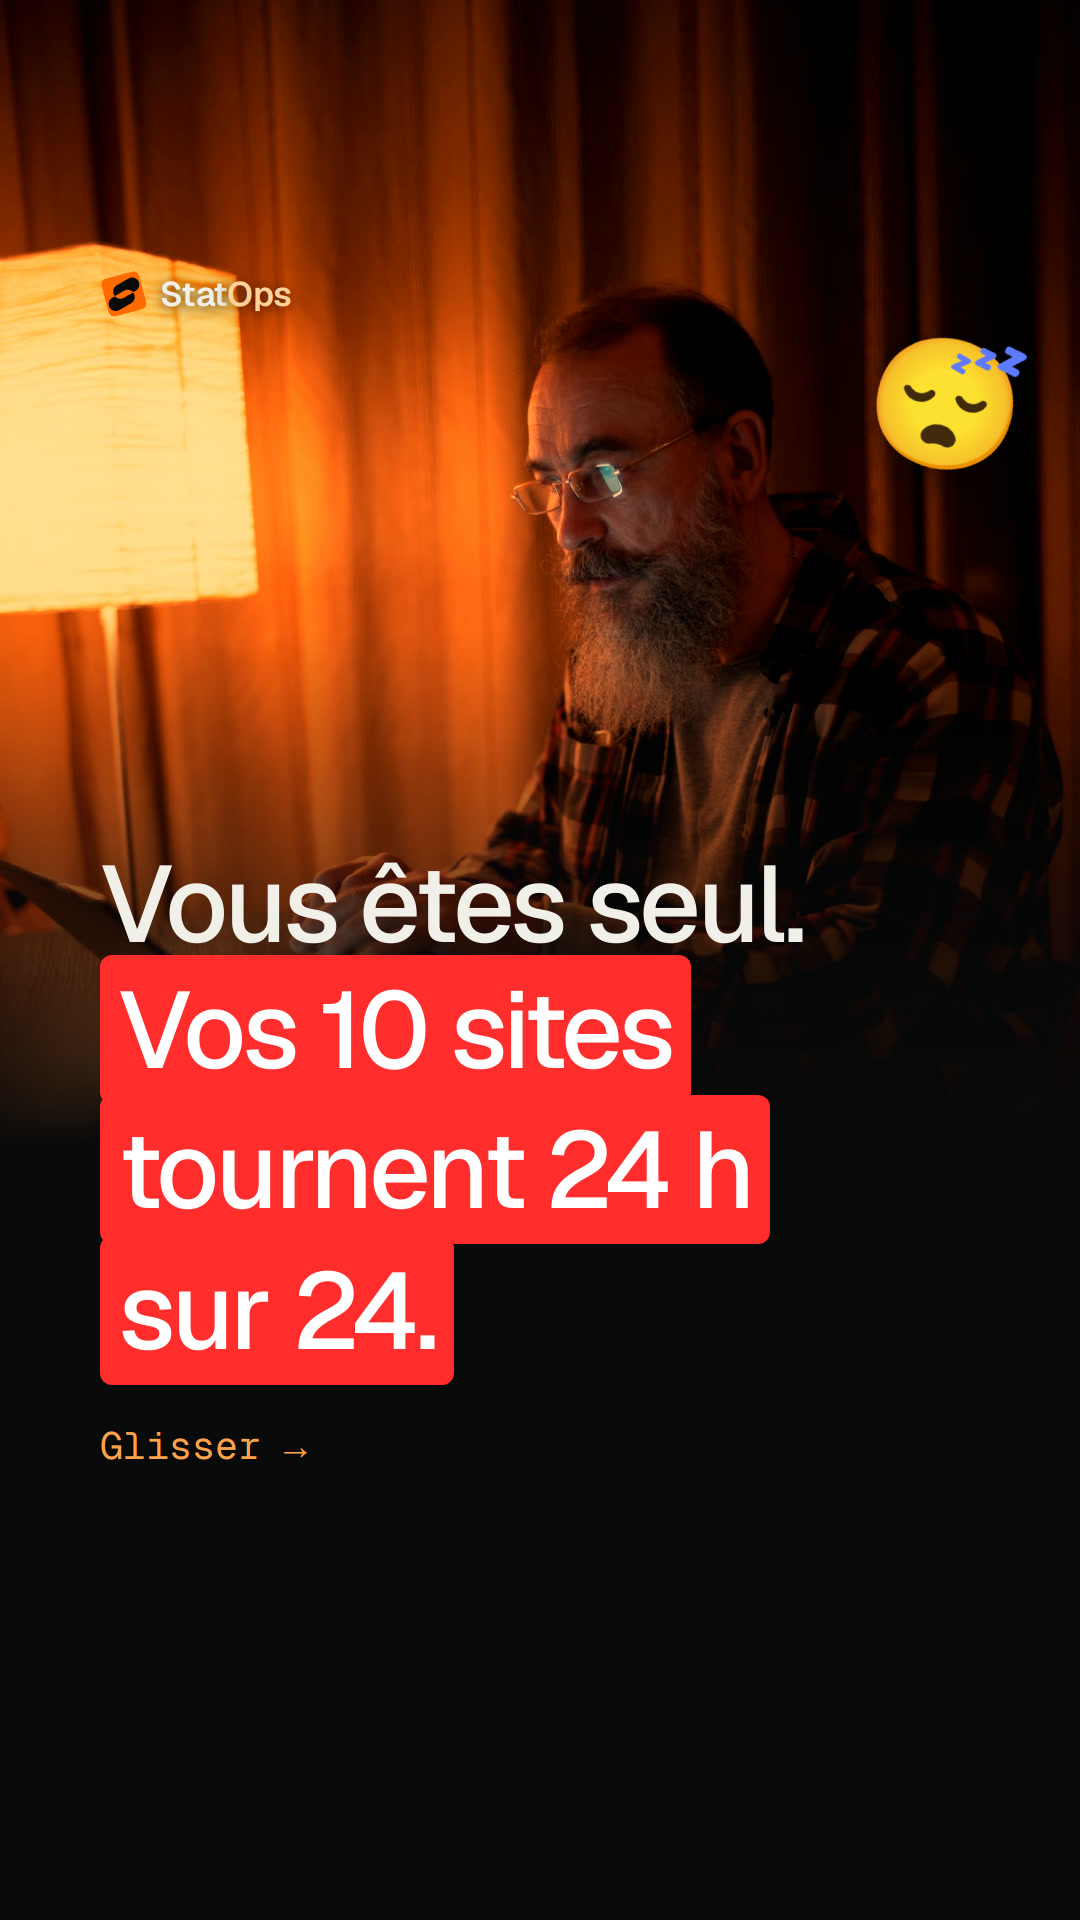 StatOps
Vous êtes seul.
Vos 10 sites
tournent 24 h
sur 24.
Glisser →